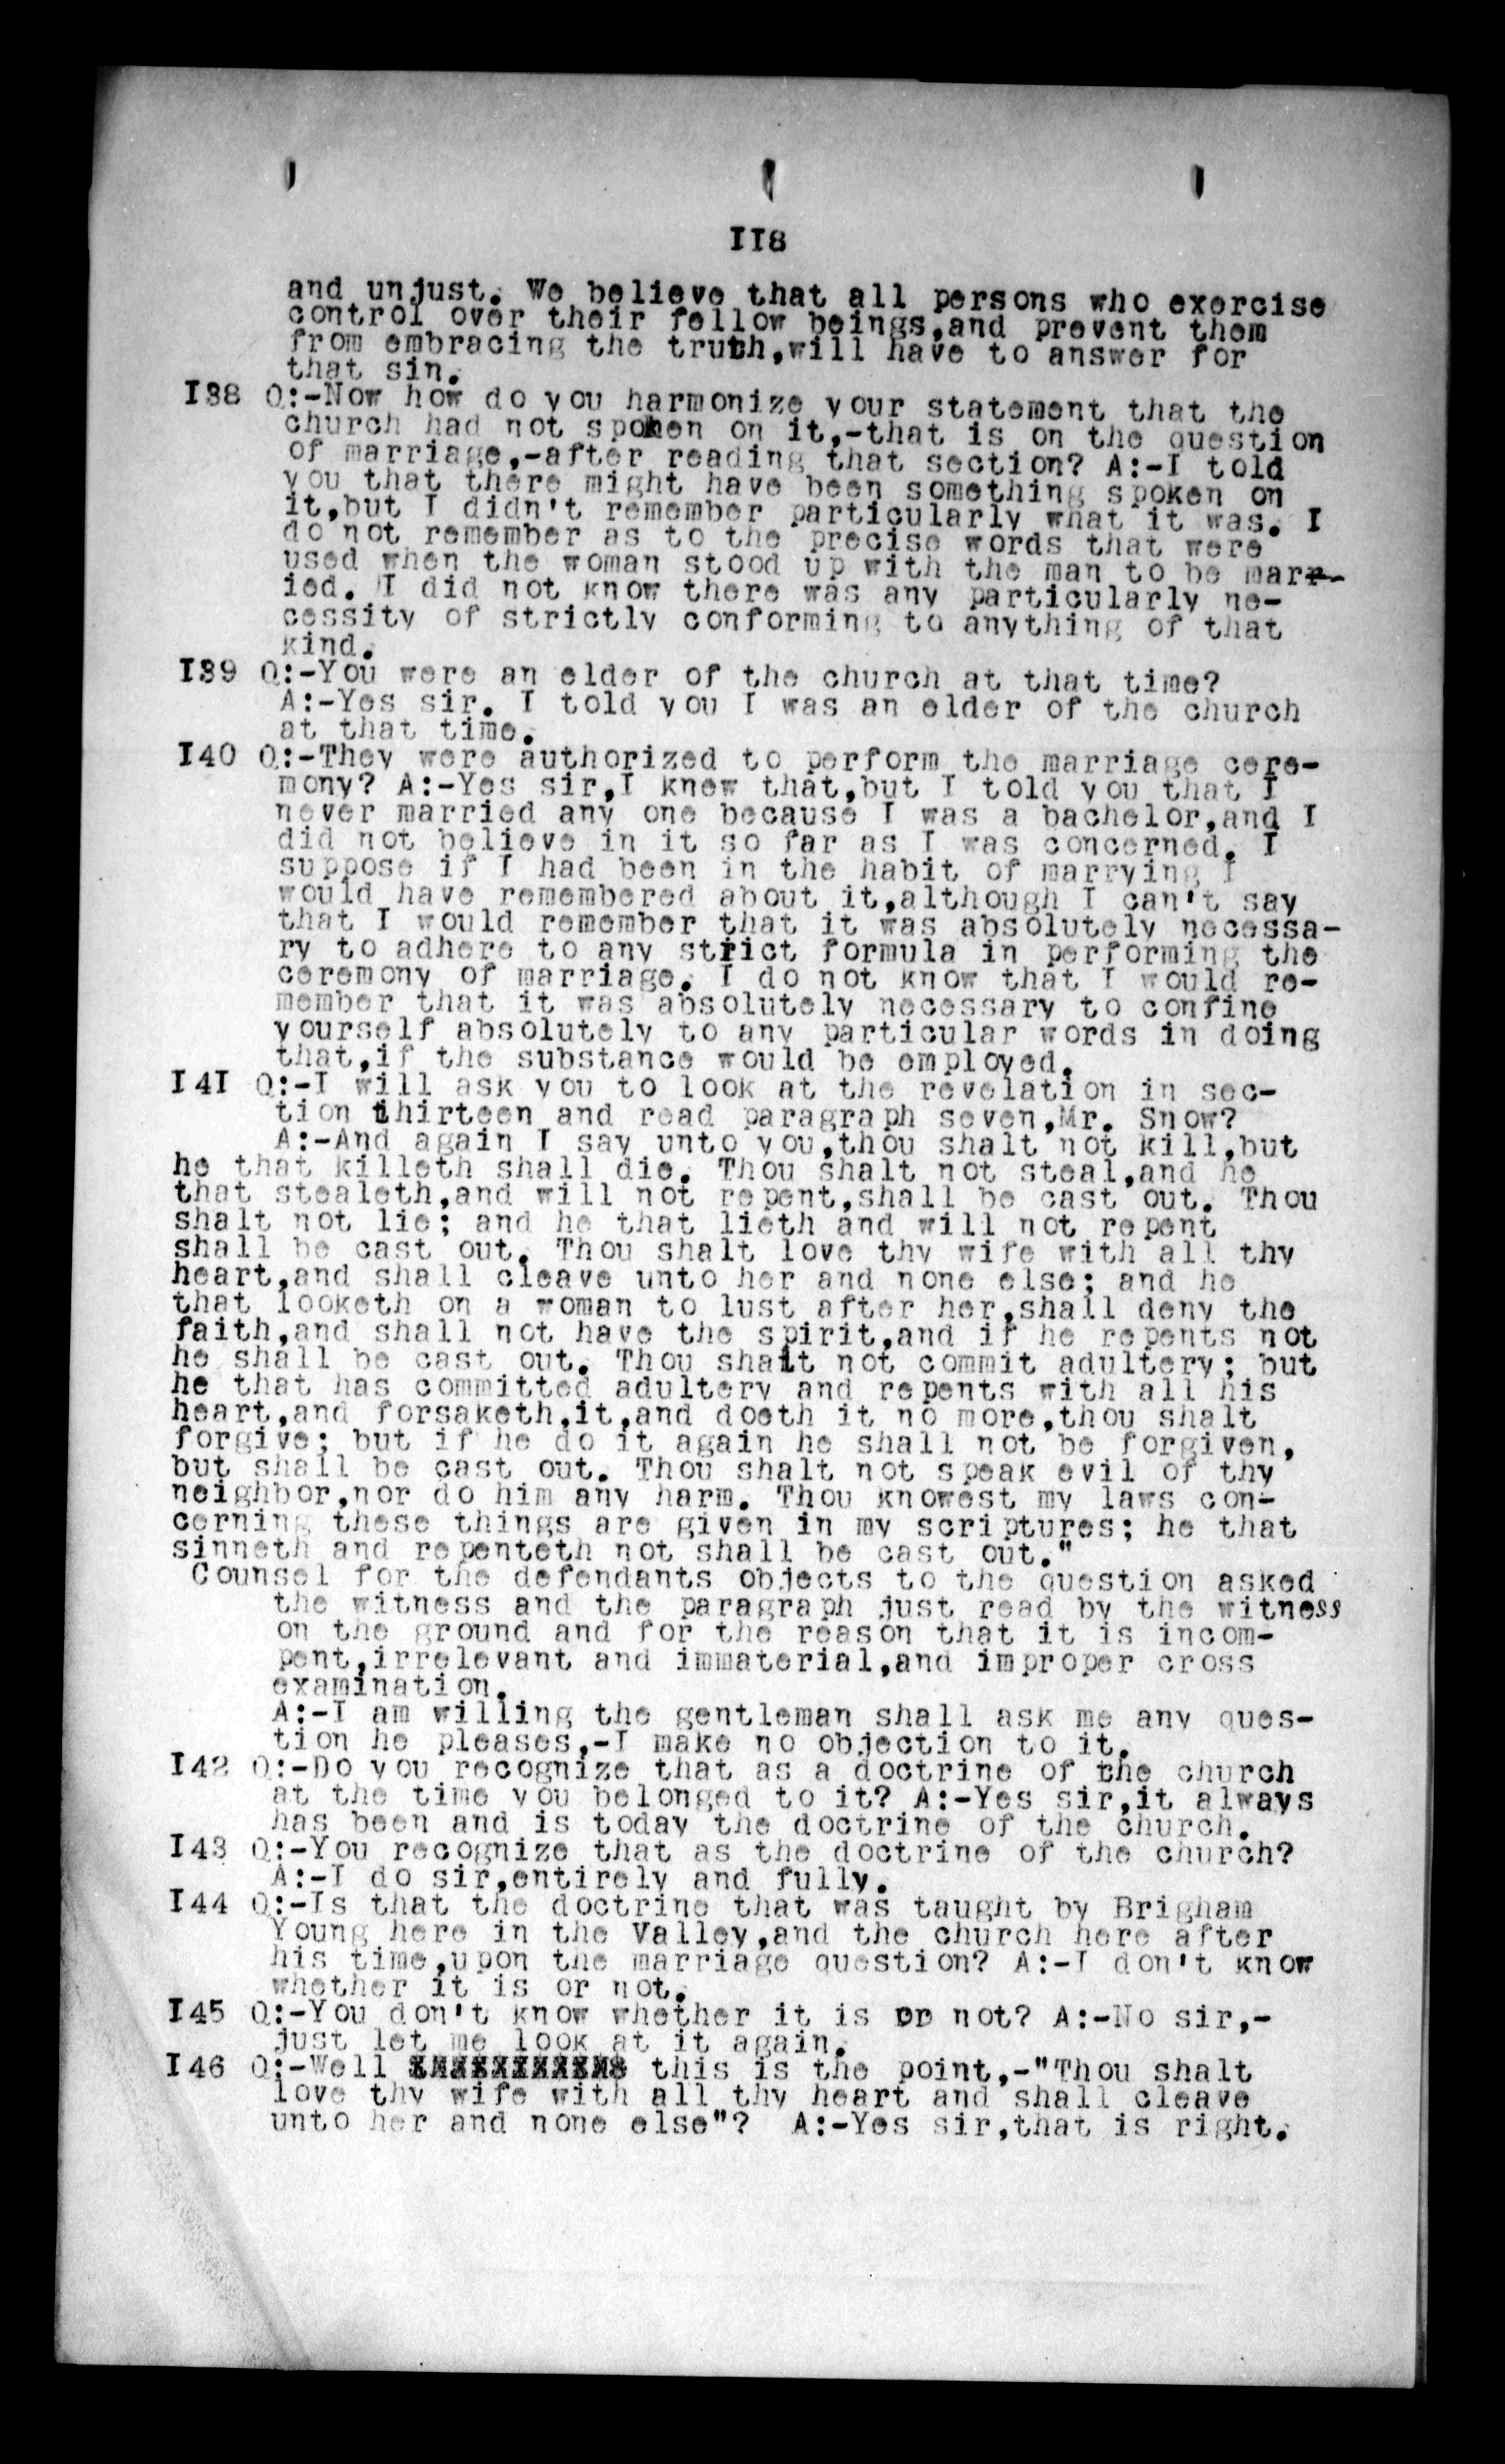 118
and unjust. We believe that all persons who exercise
control over their fellow beings,and prevent them
from embracing the truth,will have to answer for
that sin.
138 Q:-Now how do you harmonize your statement that the
church had not spoken on it,-that is on the question
of marriage,-after reading that section? A:-I told
you that there might have been something spoken on
it,but I didn't remember particularly what it was. I
do not remember as to the precise words that were
used when the woman stood up with the man to be marr-
ied. I did not know there was any particularly ne-
cessity of strictly conforming to anything of that
kind.
139 Q:-You were an elder of the church at that time?
A:-Yes sir. I told you I was an elder of the church
at that time.
140 Q:-They were authorized to perform the marriage cere-
mony? A:-Yes sir,I knew that,but I told you that I
never married any one because I was a bachelor,and I
did not believe in it so far as I was concerned. I
suppose if I had been in the habit of marrying I
would have remembered about it,although I can't say
that I would remember that it was absolutely necessa-
ry to adhere to any strict formula in performing the
ceremony of marriage. I do not know that I would re-
member that it was absolutely necessary to confine
yourself absolutely to any particular words in doing
that,if the substance would be employed.
141 Q:-I will ask you to look at the revelation in sec-
tion thirteen and read paragraph seven,Mr. Snow?
A:-And again I say unto you,thou shalt not kill,but
he that killeth shall die. Thou shalt not steal,and he
that stealeth,and will not repent,shall be cast out. Thou
shalt not lie; and he that lieth and will not repent
shall be cast out. Thou shalt love thy wife with all thy
heart,and shall cleave unto her and none else; and he
that looketh on a woman to lust after her,shall deny the
faith,and shall not have the spirit,and if he repents not
he shall be cast out. Thou shalt not commit adultery; but
he that has committed adultery and repents with all his
heart,and forsaketh,it,and doeth it no more,thou shalt
forgive; but if he do it again he shall not be forgiven,
but shall be cast out. Thou shalt not speak evil of thy
neighbor,nor do him any harm. Thou knowest my laws con-
cerning these things are given in my scriptures; he that
sinneth and repenteth not shall be cast out."
Counsel for the defendants objects to the question asked
the witness and the paragraph just read by the witness
on the ground and for the reason that it is incom-
pent,irrelevant and immaterial,and improper cross
examination.
A:-I am willing the gentleman shall ask me any ques-
tion he pleases,-I make no objection to it.
142 Q:-Do you recognize that as a doctrine of the church
at the time you belonged to it? A:-Yes sir,it always
has been and is today the doctrine of the church.
143 Q:-You recognize that as the doctrine of the church?
A:-I do sir,entirely and fully.
144 Q:-Is that the doctrine that was taught by Brigham
Young here in the Valley,and the church here after
his time,upon the marriage question? A:-I don't know
whether it is or not.
145 Q:-You don't know whether it is or not? A:-No sir,-
just let me look at it again.
146 Q:-Well this is the point,-"Thou shalt
love thy wife with all thy heart and shall cleave
unto her and none else"? A:-Yes sir,that is right.